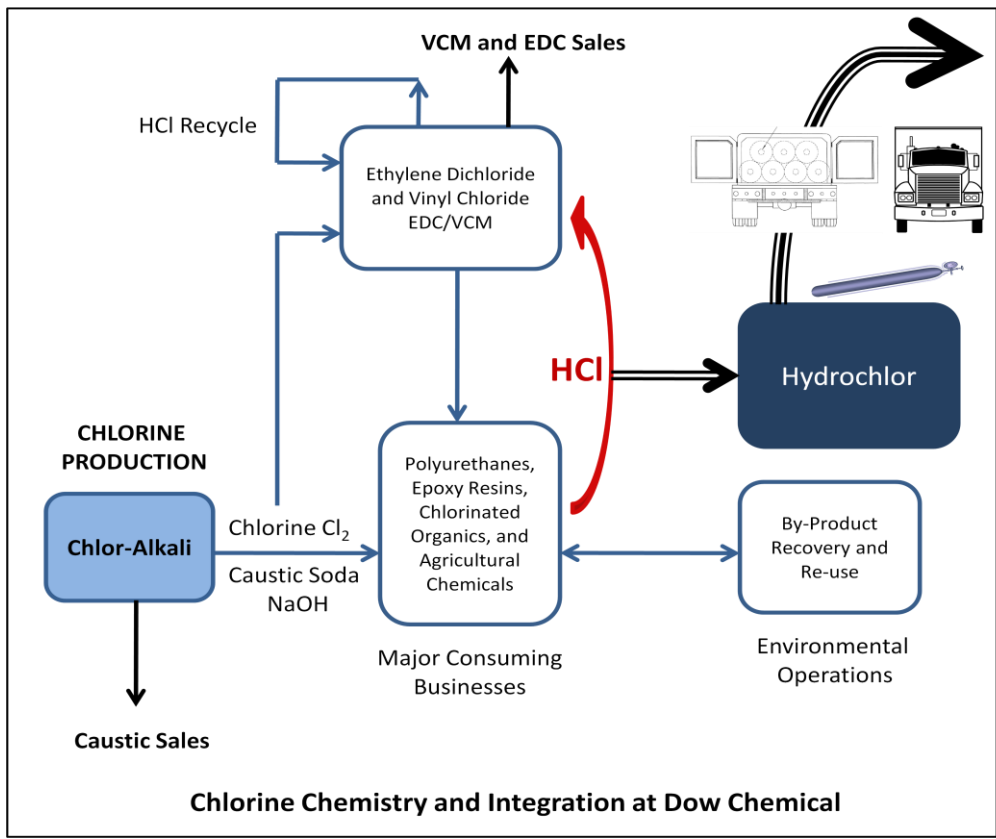 VCM and EDC Sales
HCl Recycle
Ethylene Dichloride
and Vinyl Chloride
EDC/VCM
HCl
Hydrochlor
CHLORINE
PRODUCTION
Chlor-Alkali
Chlorine Cl₂
Caustic Soda
NaOH
Polyurethanes,
Epoxy Resins,
Chlorinated
Organics, and
Agricultural
Chemicals
By-Product
Recovery and
Re-use
Major Consuming
Businesses
Environmental
Operations
Caustic Sales
Chlorine Chemistry and Integration at Dow Chemical